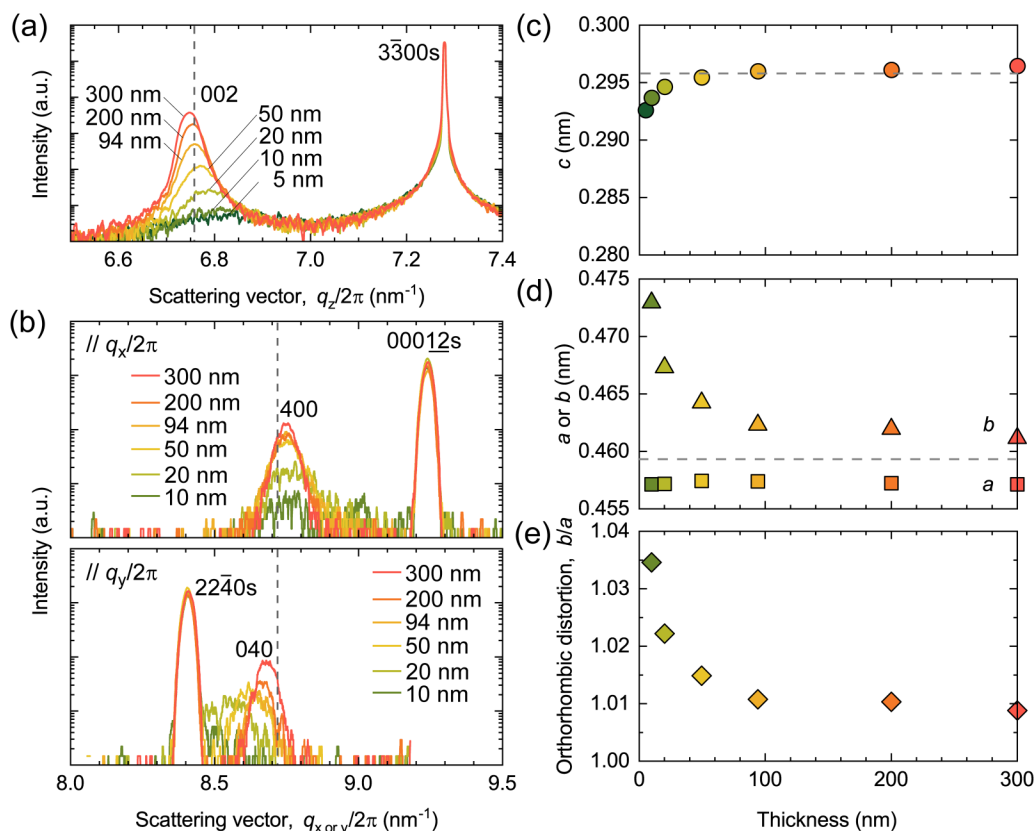 (a)
Intensity (a.u.)
300 nm
200 nm
94 nm
002
50 nm
20 nm
10 nm
5 nm
33̅00s
6.6 6.8 7.0 7.2 7.4
Scattering vector, qz/2π (nm⁻¹)
(b)
Intensity (a.u.)
// qx/2π
300 nm
200 nm
94 nm
50 nm
20 nm
10 nm
400
00012s
// qy/2π
224̅0s
040
300 nm
200 nm
94 nm
50 nm
20 nm
10 nm
8.0 8.5 9.0 9.5
Scattering vector, qx or y/2π (nm⁻¹)
(c)
c (nm)
0.300
0.295
0.290
0.285
0.280
(d)
a or b (nm)
0.475
0.470
0.465
0.460
0.455
b
a
(e)
Orthorhombic distortion, b/a
1.04
1.03
1.02
1.01
1.00
0 100 200 300
Thickness (nm)